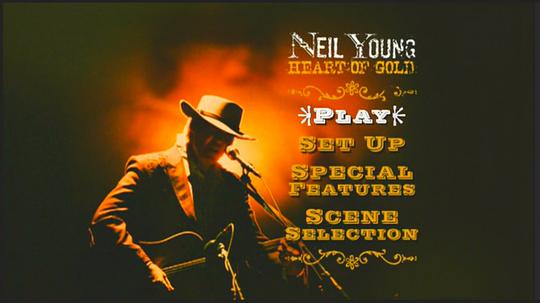 NEIL YOUNG
HEART OF GOLD
PLAY
SET UP
SPECIAL
FEATURES
SCENE
SELECTION